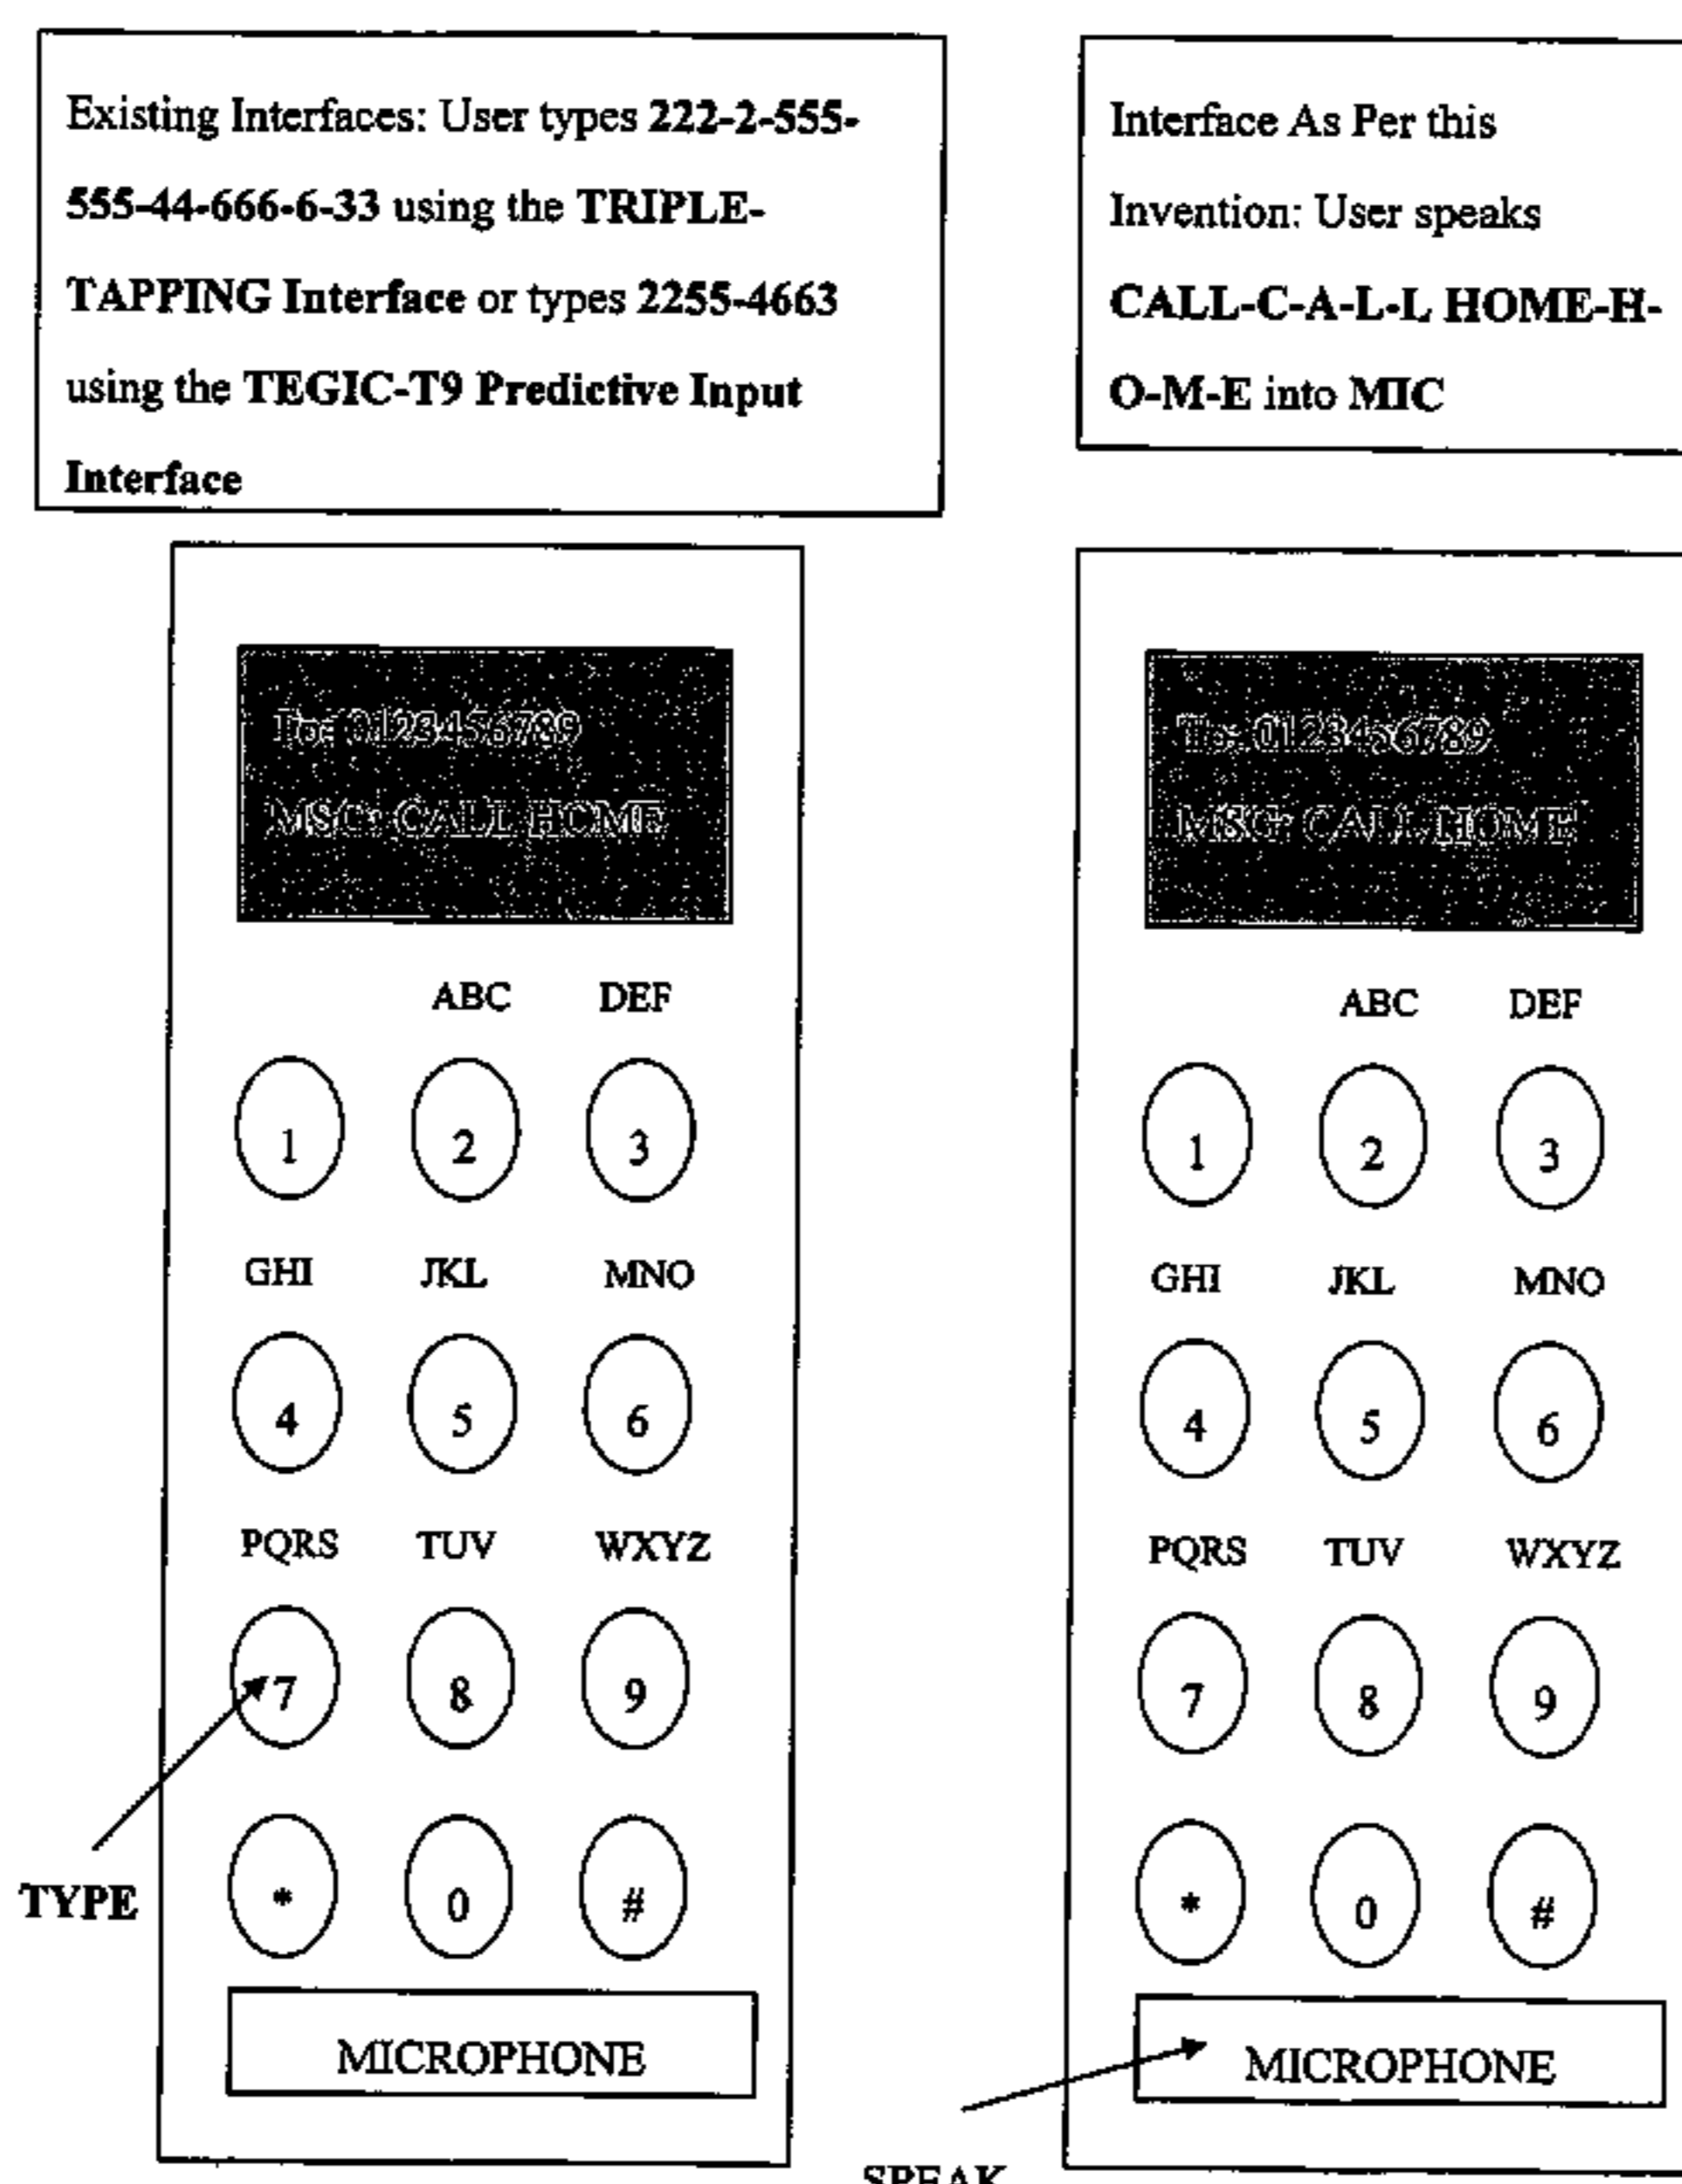 Existing Interfaces: User types 222-2-555-
555-44-666-6-33 using the TRIPLE-
TAPPING Interface or types 2255-4663
using the TEGIC-T9 Predictive Input
Interface
Interface As Per this
Invention: User speaks
CALL-C-A-L-L HOME-H-
O-M-E into MIC
To: 0123456789
MSG: CALL HOME
ABC DEF
1 2 3
GHI JKL MNO
4 5 6
PQRS TUV WXYZ
7 8 9
* 0 #
MICROPHONE
TYPE
To: 0123456789
MSG: CALL HOME
ABC DEF
1 2 3
GHI JKL MNO
4 5 6
PQRS TUV WXYZ
7 8 9
* 0 #
MICROPHONE
SPEAK